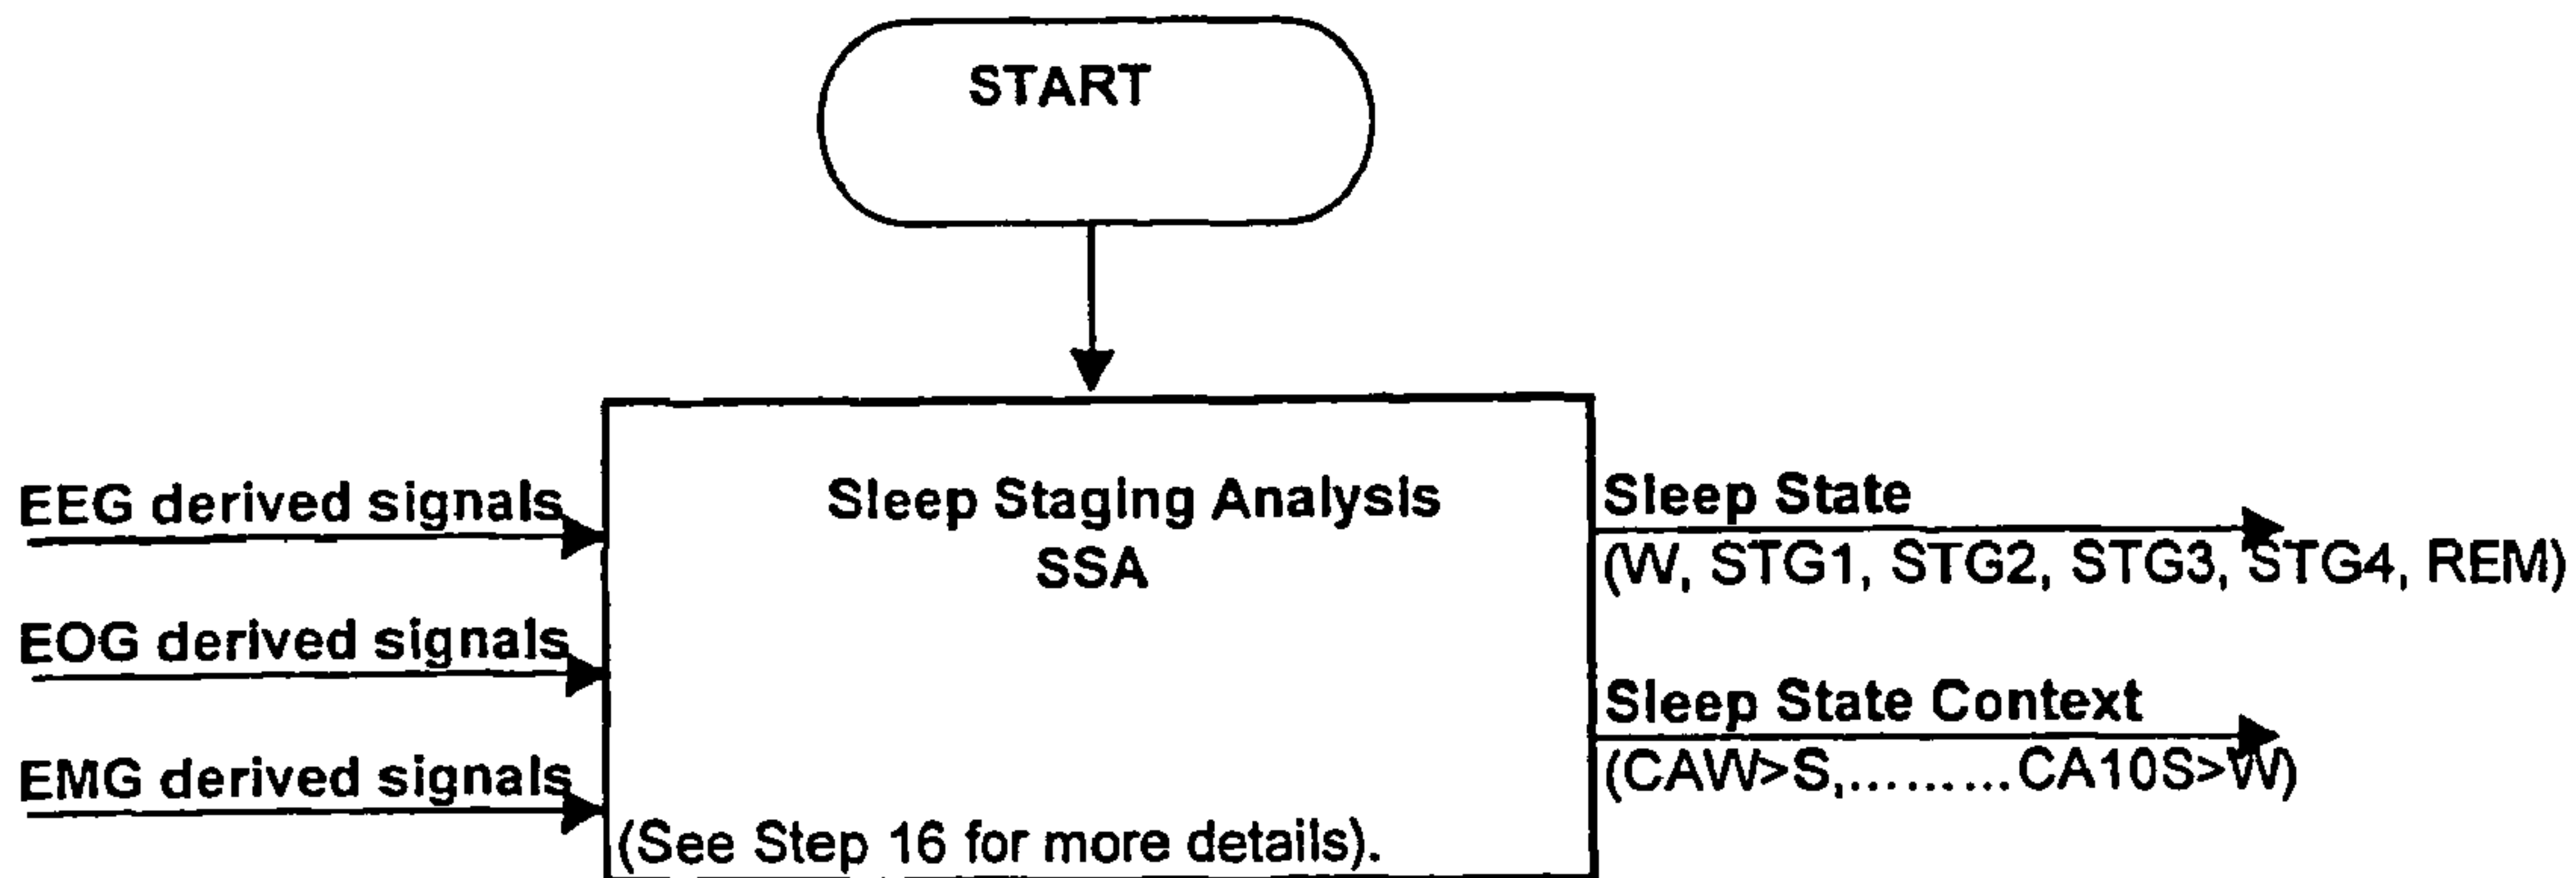 START
EEG derived signals
Sleep Staging Analysis
SSA
Sleep State
(W, STG1, STG2, STG3, STG4, REM)
EOG derived signals
Sleep State Context
(CAW>S,.........CA10S>W)
EMG derived signals
(See Step 16 for more details).